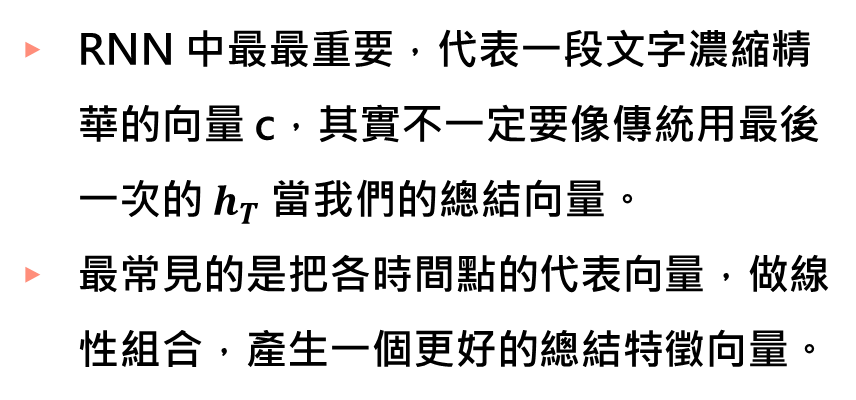 ▸ RNN 中最最重要，代表一段文字濃縮精
華的向量 c，其實不一定要像傳統用最後
一次的 h_T 當我們的總結向量。
▸ 最常見的是把各時間點的代表向量，做線
性組合，產生一個更好的總結特徵向量。